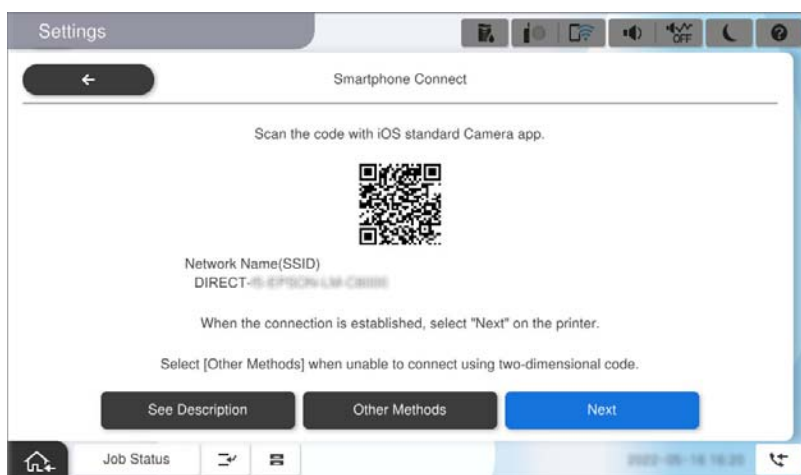 Settings
OFF
Smartphone Connect
Scan the code with iOS standard Camera app.
Network Name(SSID)
DIRECT-
When the connection is established, select "Next" on the printer.
Select [Other Methods] when unable to connect using two-dimensional code.
See Description
Other Methods
Next
Job Status